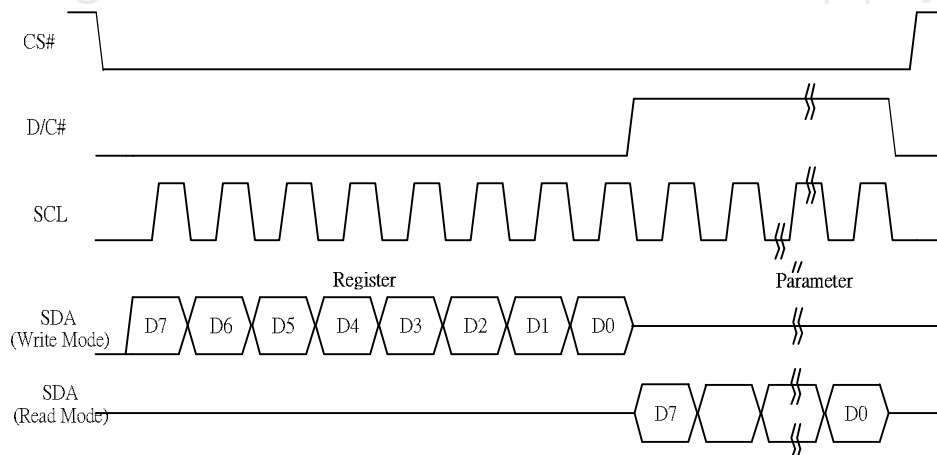 CS#
D/C#
SCL
Register
Parameter
SDA
(Write Mode)
D7 D6 D5 D4 D3 D2 D1 D0
SDA
(Read Mode)
D7 D0